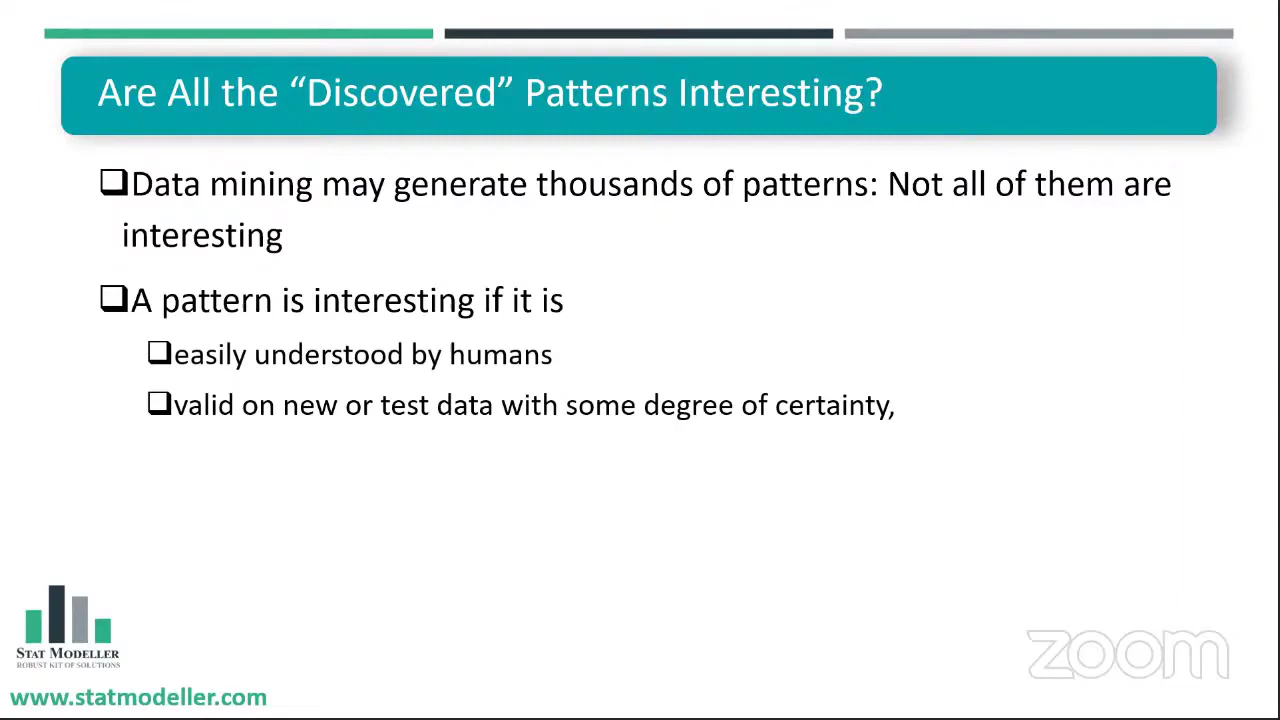 Are All the “Discovered” Patterns Interesting?
❑Data mining may generate thousands of patterns: Not all of them are
interesting
❑A pattern is interesting if it is
❑easily understood by humans
❑valid on new or test data with some degree of certainty,
STAT MODELLER
ROBUST KIT OF SOLUTIONS
www.statmodeller.com
zoom